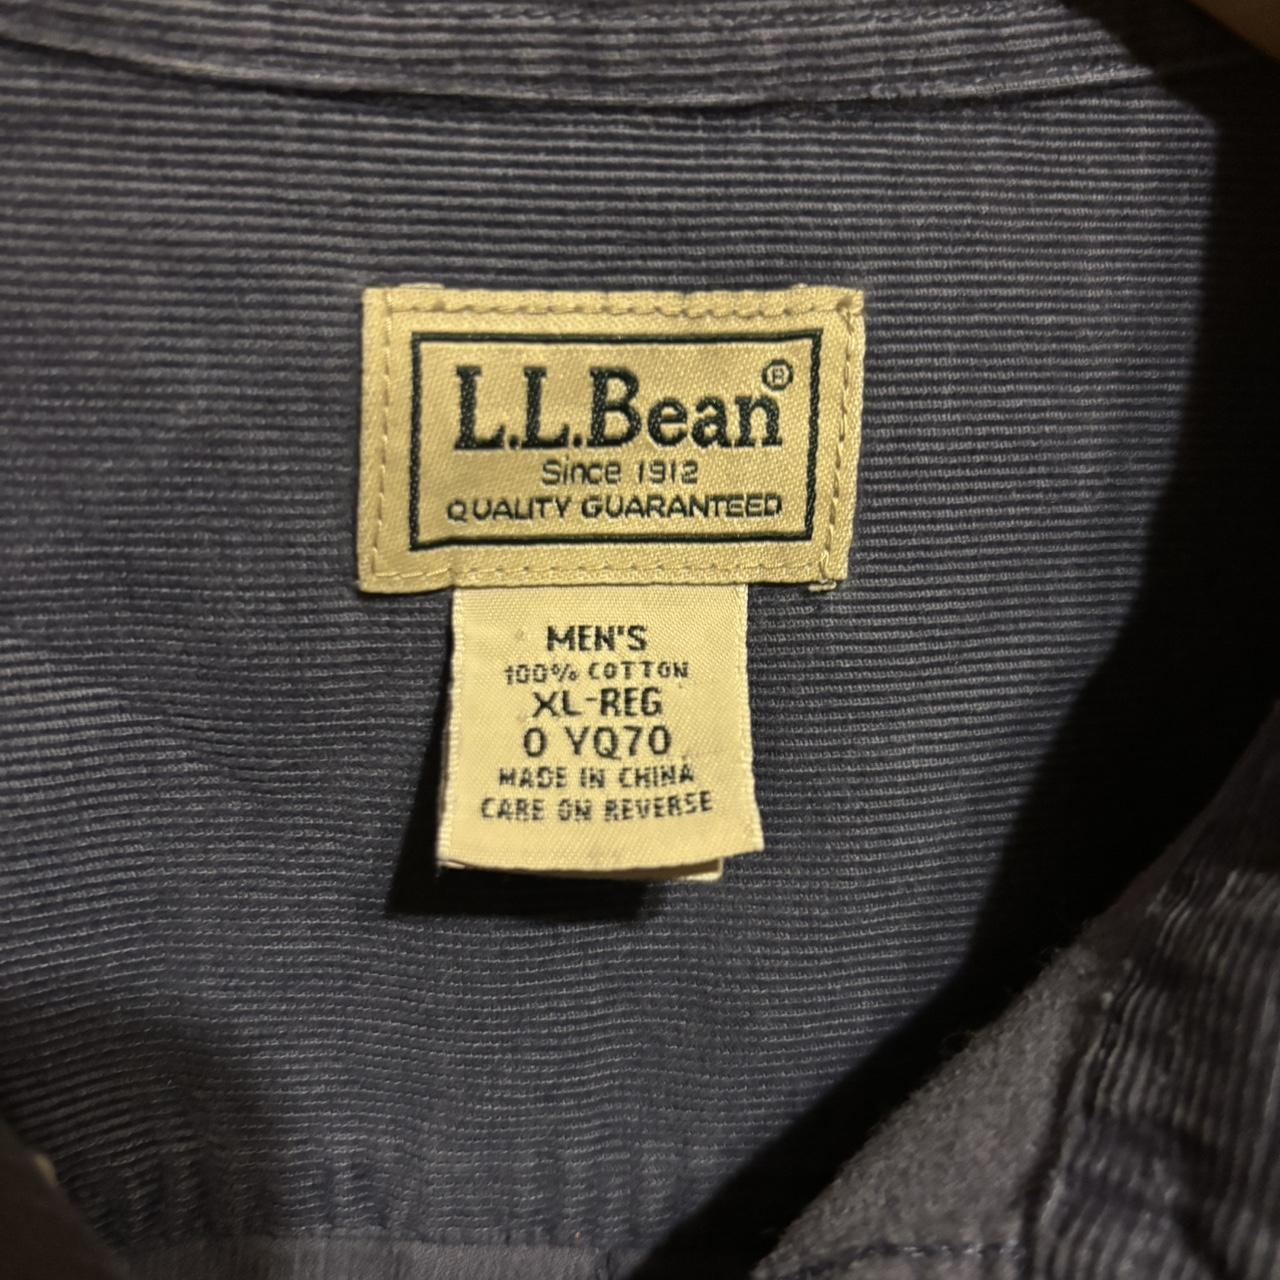 L.L.Bean®
Since 1912
QUALITY GUARANTEED
MEN'S
100% COTTON
XL-REG
0 YQ70
MADE IN CHINA
CARE ON REVERSE